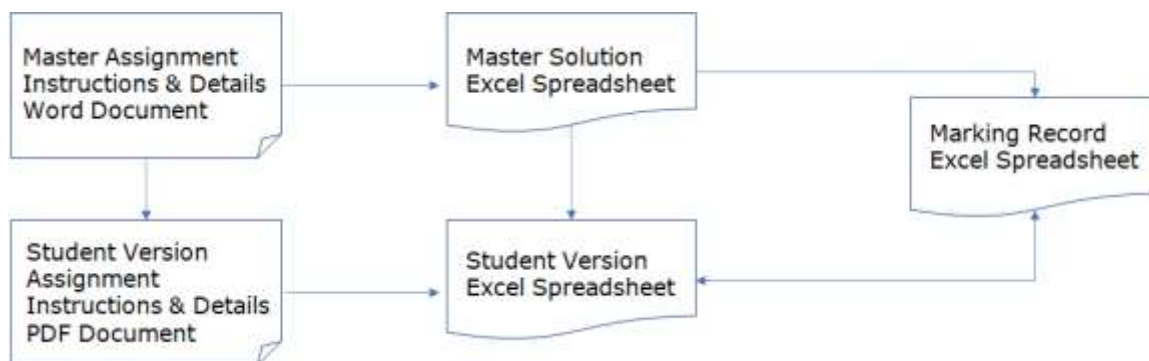 Master Assignment
Instructions & Details
Word Document
Master Solution
Excel Spreadsheet
Marking Record
Excel Spreadsheet
Student Version
Assignment
Instructions & Details
PDF Document
Student Version
Excel Spreadsheet